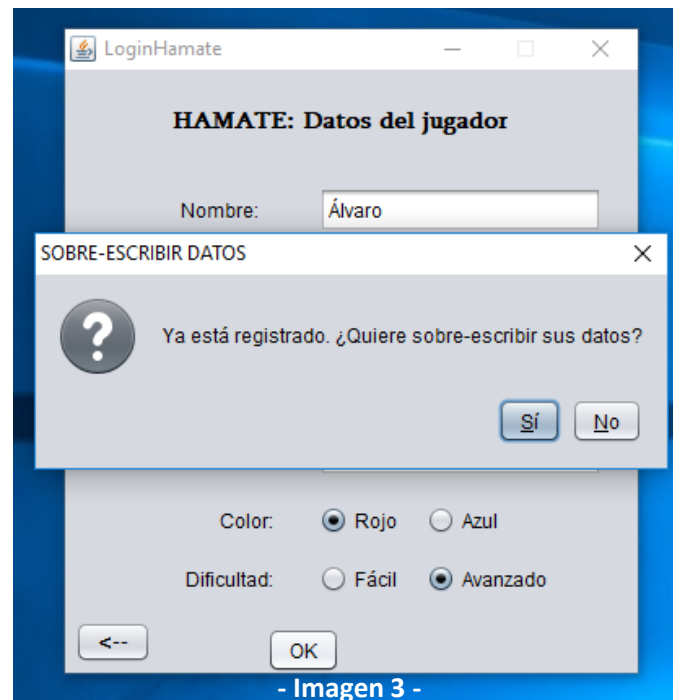 LoginHamate
HAMATE: Datos del jugador
Nombre: Álvaro
SOBRE-ESCRIBIR DATOS
?
Ya está registrado. ¿Quiere sobre-escribir sus datos?
Sí No
Color: Rojo Azul
Dificultad: Fácil Avanzado
<-- OK
- Imagen 3 -